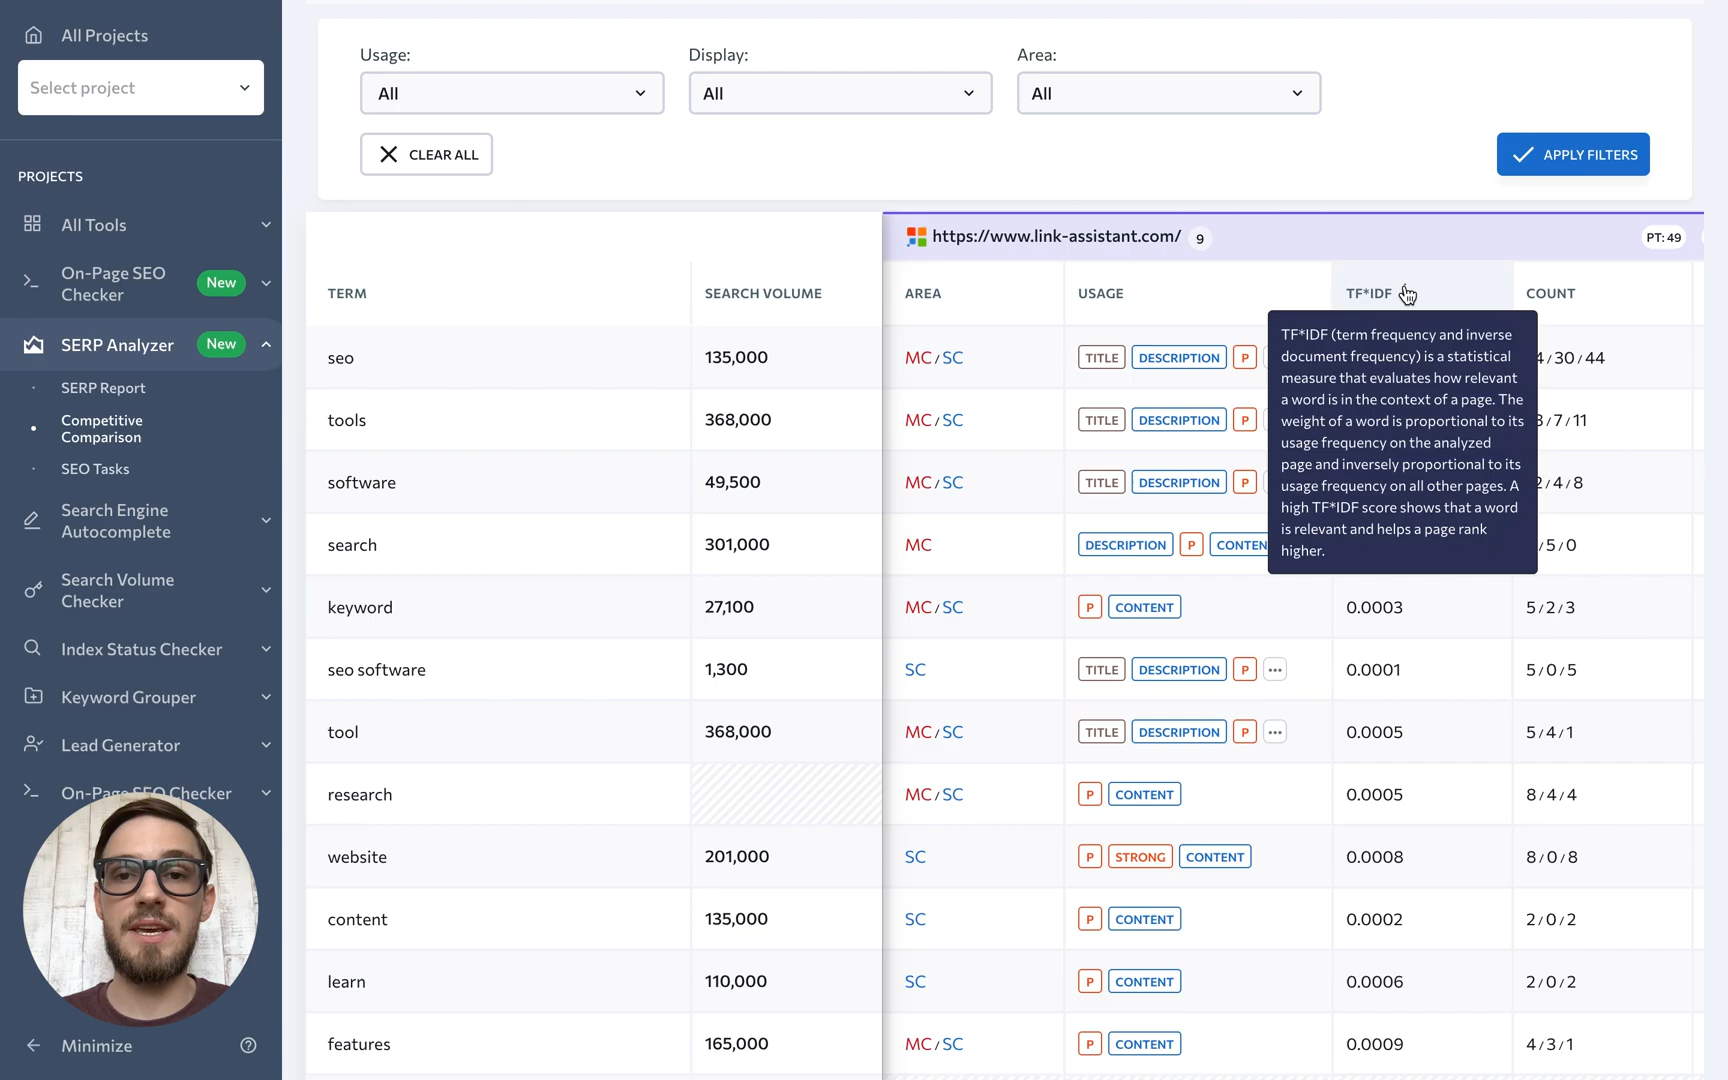 All Projects
Select project
PROJECTS
All Tools
On-Page SEO
Checker
New
SERP Analyzer
New
SERP Report
Competitive
Comparison
SEO Tasks
Search Engine
Autocomplete
Search Volume
Checker
Index Status Checker
Keyword Grouper
Lead Generator
On-Page SEO Checker
Minimize
Usage:
Display:
Area:
All
All
All
CLEAR ALL
APPLY FILTERS
https://www.link-assistant.com/ 9
PT: 49
TERM SEARCH VOLUME AREA USAGE TF*IDF COUNT
seo 135,000 MC / SC TITLE DESCRIPTION P 4 / 30 / 44
tools 368,000 MC / SC TITLE DESCRIPTION P / 7 / 11
software 49,500 MC / SC TITLE DESCRIPTION P / 4 / 8
search 301,000 MC DESCRIPTION P CONTEN / 5 / 0
keyword 27,100 MC / SC P CONTENT 0.0003 5 / 2 / 3
seo software 1,300 SC TITLE DESCRIPTION P ••• 0.0001 5 / 0 / 5
tool 368,000 MC / SC TITLE DESCRIPTION P ••• 0.0005 5 / 4 / 1
research MC / SC P CONTENT 0.0005 8 / 4 / 4
website 201,000 SC P STRONG CONTENT 0.0008 8 / 0 / 8
content 135,000 SC P CONTENT 0.0002 2 / 0 / 2
learn 110,000 SC P CONTENT 0.0006 2 / 0 / 2
features 165,000 MC / SC P CONTENT 0.0009 4 / 3 / 1
TF*IDF (term frequency and inverse
document frequency) is a statistical
measure that evaluates how relevant
a word is in the context of a page. The
weight of a word is proportional to its
usage frequency on the analyzed
page and inversely proportional to its
usage frequency on all other pages. A
high TF*IDF score shows that a word
is relevant and helps a page rank
higher.